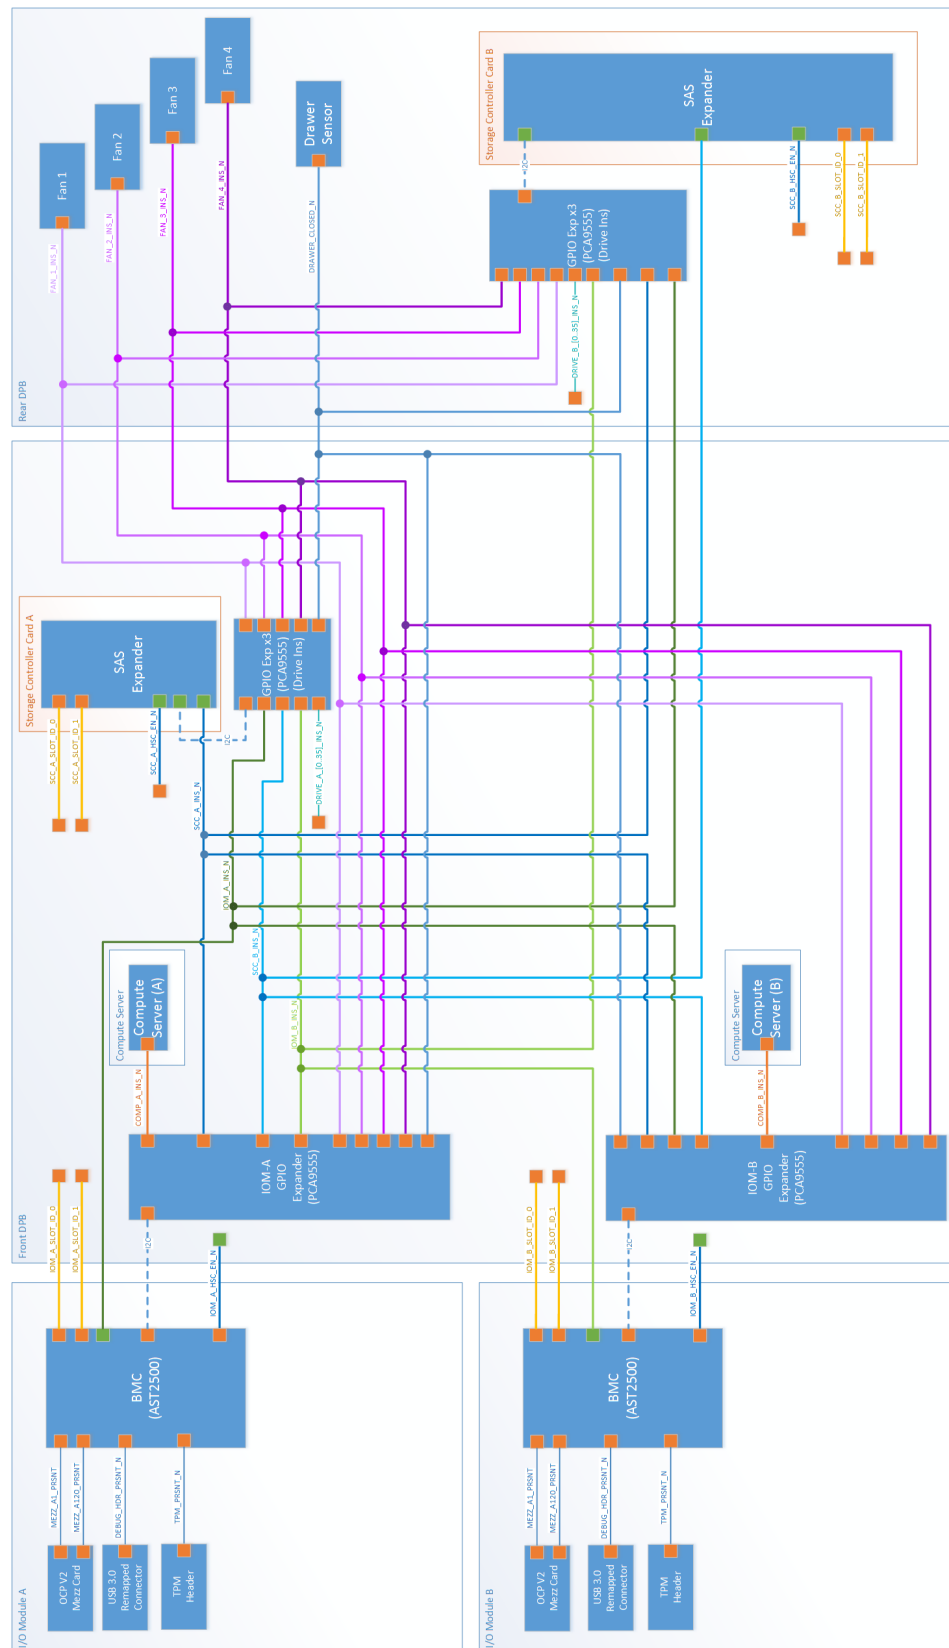 Fan 4
Fan 3
Fan 2
Fan 1
Drawer
Sensor
Storage Controller Card B
SAS
Expander
I2C
SCC_B_HSC_EN_N
SCC_B_SLOT_ID_0
SCC_B_SLOT_ID_1
GPIO Exp x3
(PCA9555)
(Drive Ins)
FAN_1_INS_N
FAN_2_INS_N
FAN_3_INS_N
FAN_4_INS_N
DRAWER_CLOSED_N
DRIVE_B_[0..35]_INS_N
Rear DPB
Storage Controller Card A
SAS
Expander
GPIO Exp x3
(PCA9555)
(Drive Ins)
SCC_A_SLOT_ID_0
SCC_A_SLOT_ID_1
SCC_A_HSC_EN_N
I2C
SCC_A_INS_N
DRIVE_A_[0..35]_INS_N
IOM_A_INS_N
SCC_B_INS_N
IOM_B_INS_N
Compute Server
Compute
Server (A)
Compute Server
Compute
Server (B)
COMP_A_INS_N
COMP_B_INS_N
IOM-A
GPIO
Expander
(PCA9555)
IOM-B
GPIO
Expander
(PCA9555)
Front DPB
IOM_A_SLOT_ID_0
IOM_A_SLOT_ID_1
I2C
IOM_A_HSC_EN_N
IOM_B_SLOT_ID_0
IOM_B_SLOT_ID_1
I2C
IOM_B_HSC_EN_N
BMC
(AST2500)
BMC
(AST2500)
MEZZ_A1_PRSNT
MEZZ_A120_PRSNT
DEBUG_HDR_PRSNT_N
TPM_PRSNT_N
MEZZ_A1_PRSNT
MEZZ_A120_PRSNT
DEBUG_HDR_PRSNT_N
TPM_PRSNT_N
I/O Module A
OCP V2
Mezz Card
USB 3.0
Remapped
Connector
TPM
Header
I/O Module B
OCP V2
Mezz Card
USB 3.0
Remapped
Connector
TPM
Header